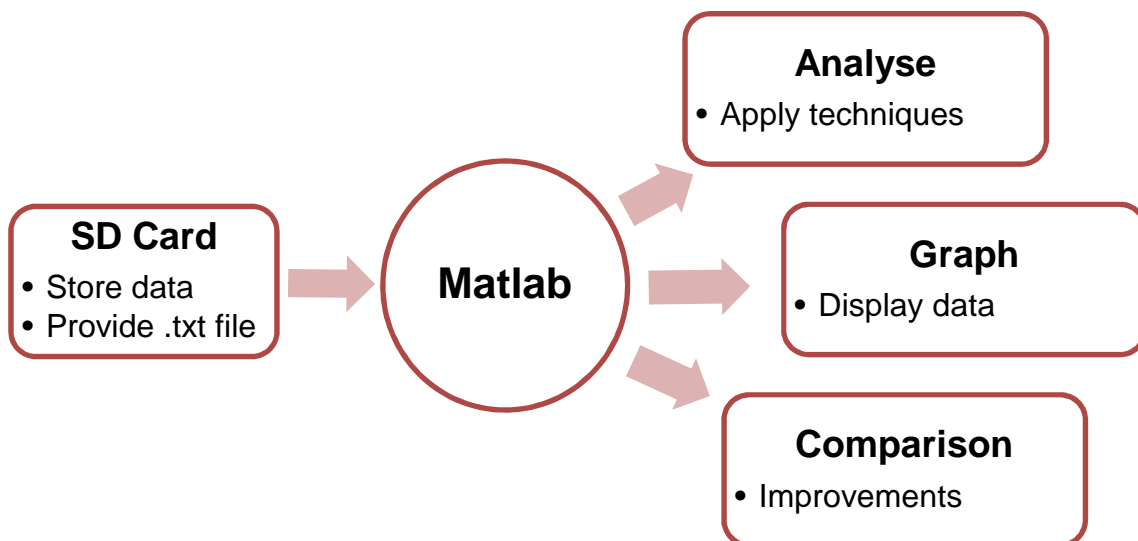 SD Card
• Store data
• Provide .txt file
Matlab
Analyse
• Apply techniques
Graph
• Display data
Comparison
• Improvements